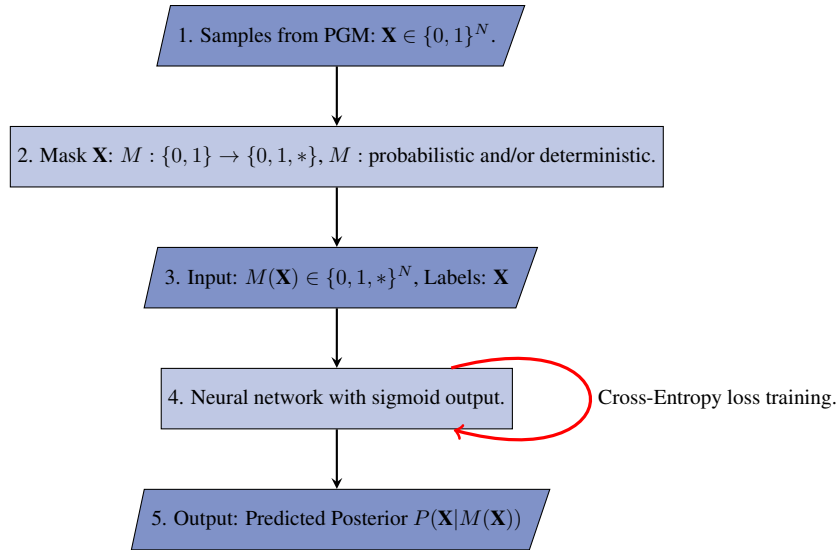 1. Samples from PGM: X ∈ {0, 1}^N.
2. Mask X: M : {0, 1} → {0, 1, *}, M : probabilistic and/or deterministic.
3. Input: M(X) ∈ {0, 1, *}^N, Labels: X
4. Neural network with sigmoid output.
Cross-Entropy loss training.
5. Output: Predicted Posterior P(X|M(X))